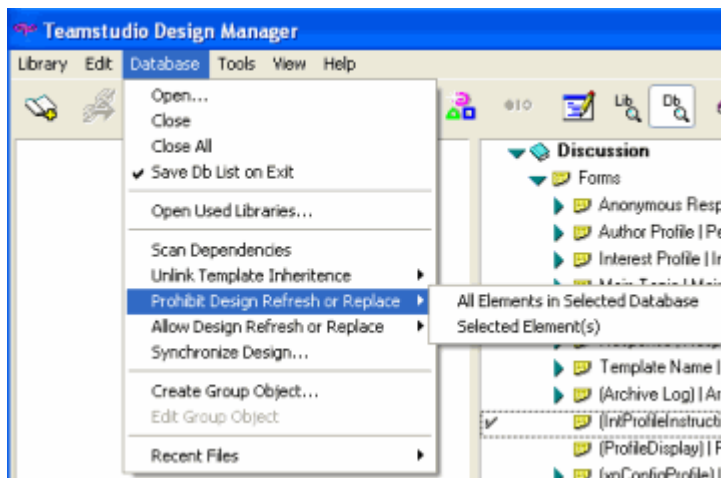 Teamstudio Design Manager
Library Edit Database Tools View Help
Open...
Close
Close All
Save Db List on Exit
Open Used Libraries...
Scan Dependencies
Unlink Template Inheritence
Prohibit Design Refresh or Replace
Allow Design Refresh or Replace
Synchronize Design...
Create Group Object...
Edit Group Object
Recent Files
All Elements in Selected Database
Selected Element(s)
Lib Db
Discussion
Forms
Anonymous Resp
Author Profile | Pe
Interest Profile | In
Template Name |
(Archive Log) | Ar
(IntProfileInstructi
(ProfileDisplay) | F
(xpConfigProfile) |